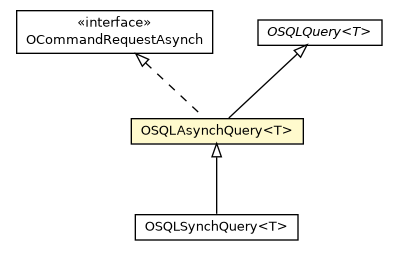 «interface»
OCommandRequestAsynch
OSQLQuery<T>
OSQLAsynchQuery<T>
OSQLSynchQuery<T>